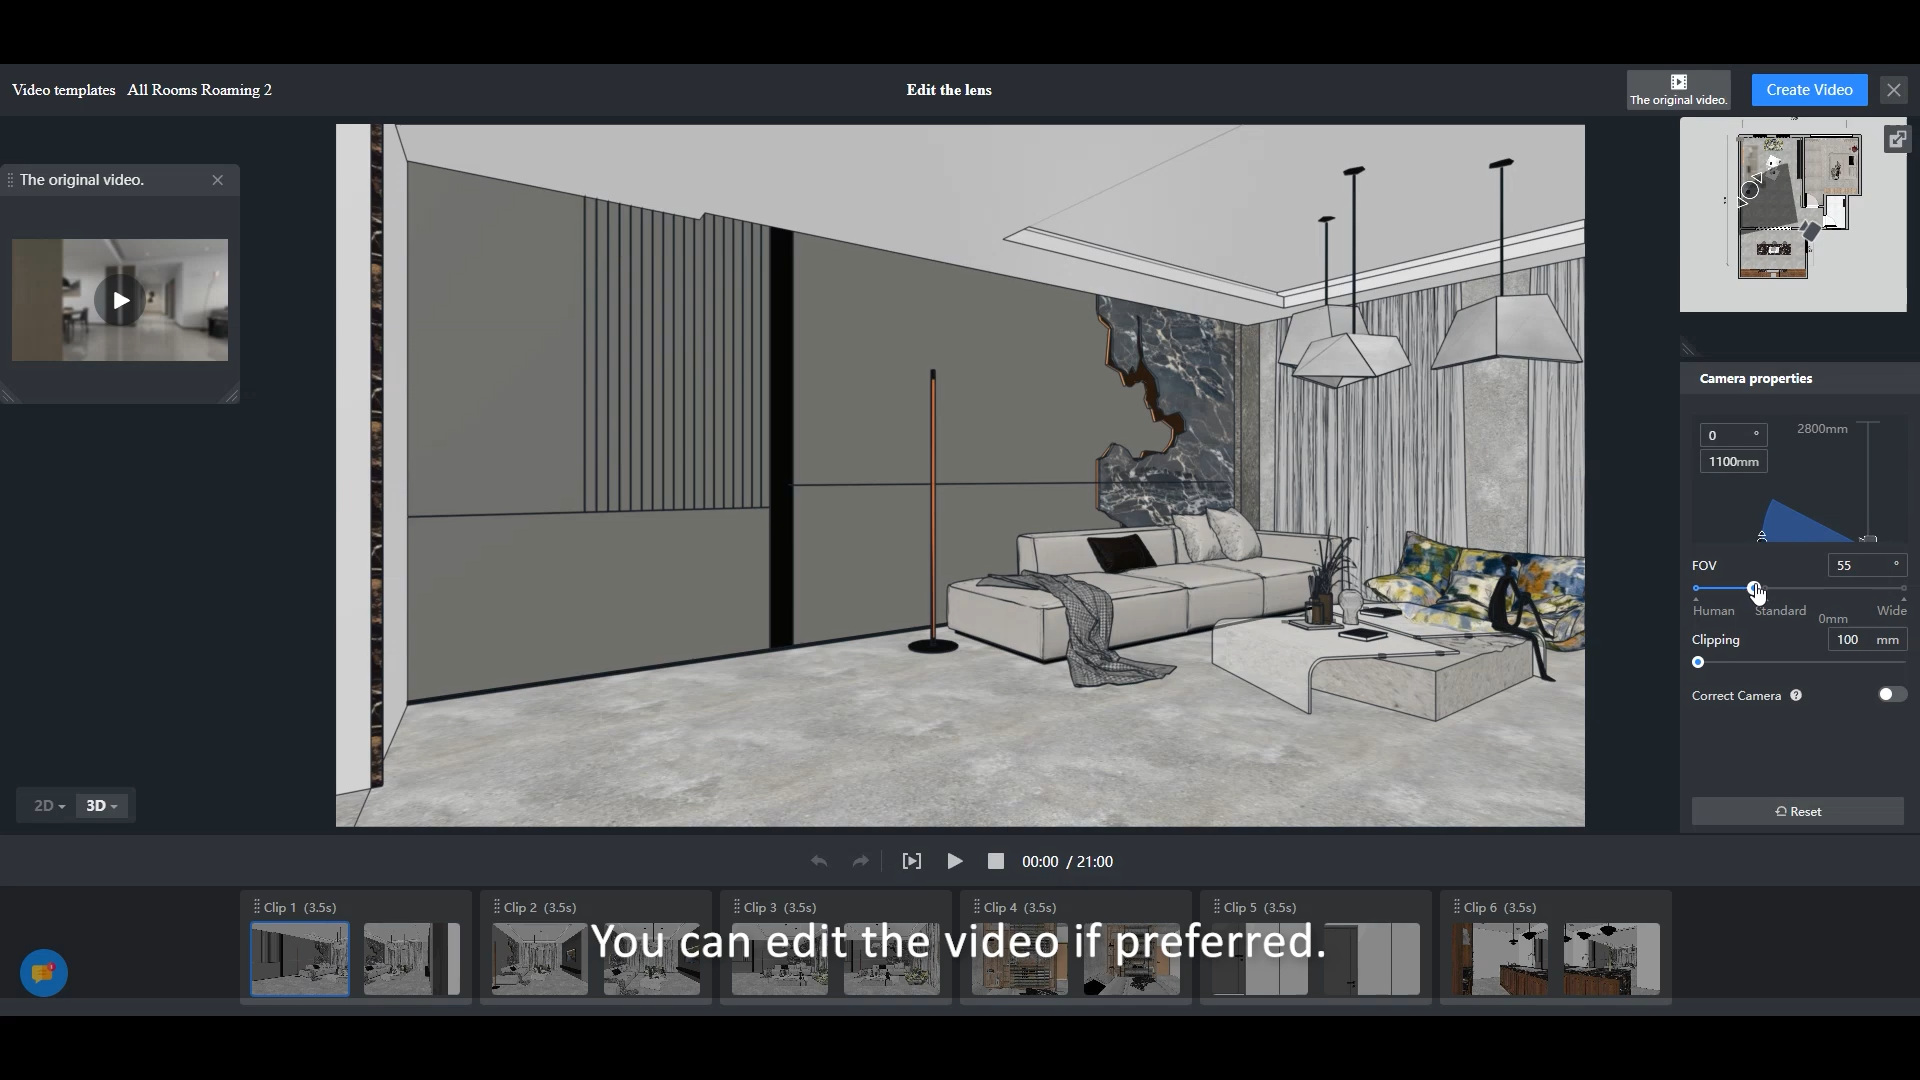 Video templates All Rooms Roaming 2
Edit the lens
The original video.
Create Video
The original video.
Camera properties
0 °
2800mm
1100mm
FOV
55 °
Human Standard Wide
0mm
Clipping
100 mm
Correct Camera ?
2D 3D
Reset
00:00 / 21:00
Clip 1 (3.5s)
Clip 2 (3.5s)
Clip 3 (3.5s)
Clip 4 (3.5s)
Clip 5 (3.5s)
Clip 6 (3.5s)
You can edit the video if preferred.